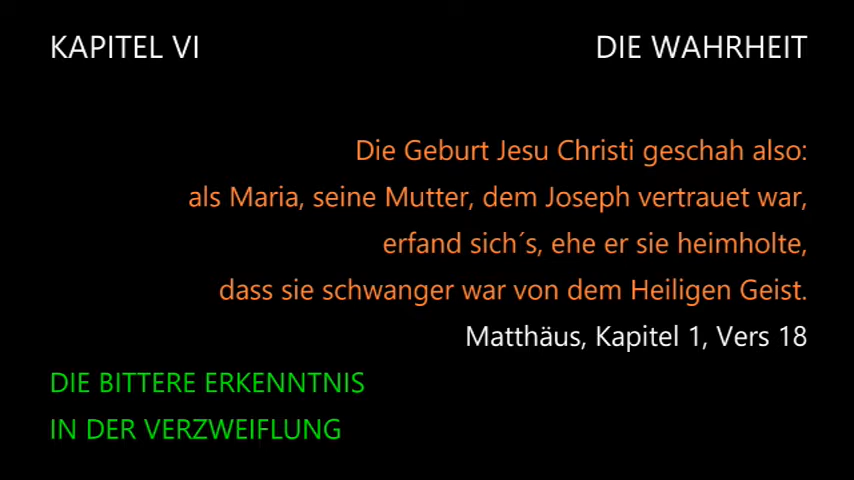 KAPITEL VI DIE WAHRHEIT
Die Geburt Jesu Christi geschah also:
als Maria, seine Mutter, dem Joseph vertrauet war,
erfand sich´s, ehe er sie heimholte,
dass sie schwanger war von dem Heiligen Geist.
Matthäus, Kapitel 1, Vers 18
DIE BITTERE ERKENNTNIS
IN DER VERZWEIFLUNG